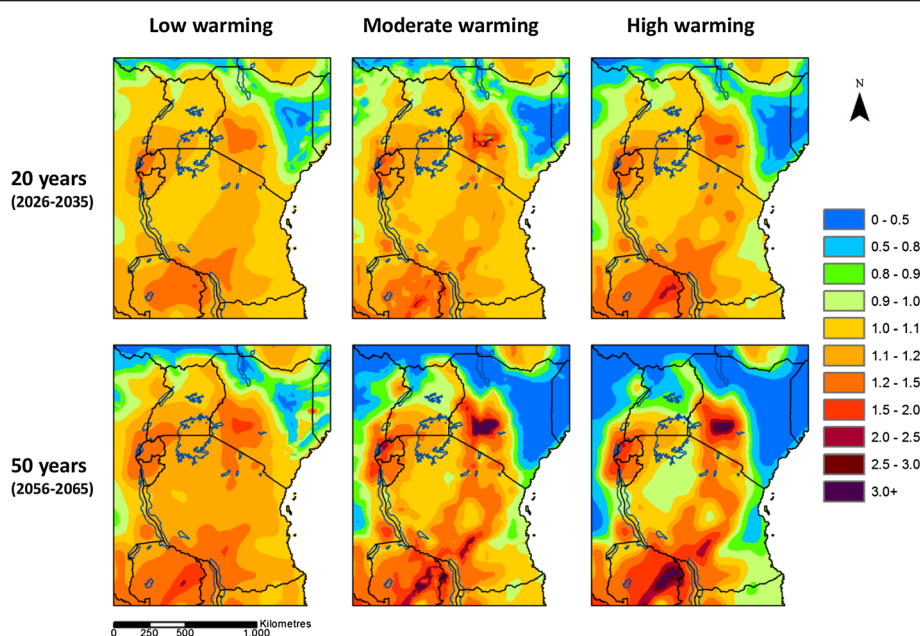 Low warming
Moderate warming
High warming
N
20 years
(2026-2035)
0 - 0.5
0.5 - 0.8
0.8 - 0.9
0.9 - 1.0
1.0 - 1.1
1.1 - 1.2
1.2 - 1.5
1.5 - 2.0
2.0 - 2.5
2.5 - 3.0
3.0+
50 years
(2056-2065)
Kilometres
0 250 500 1.000